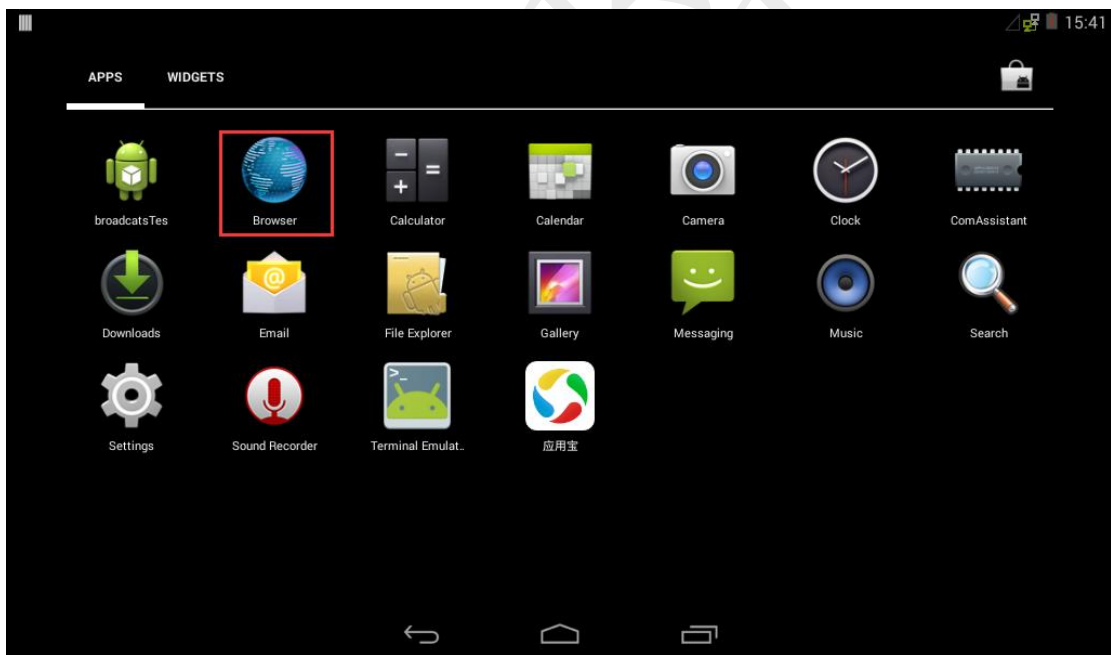 15:41
APPS WIDGETS
broadcatsTes Browser Calculator Calendar Camera Clock ComAssistant
Downloads Email File Explorer Gallery Messaging Music Search
Settings Sound Recorder Terminal Emulat.. 应用宝